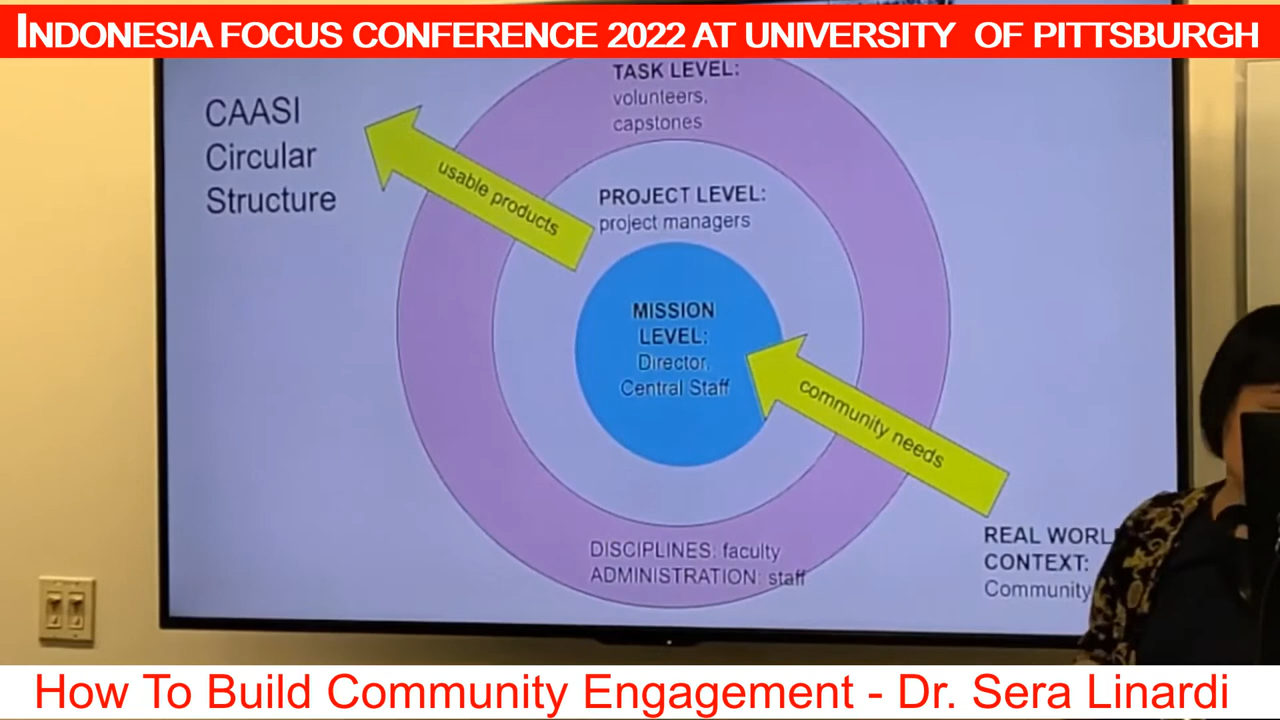 INDONESIA FOCUS CONFERENCE 2022 AT UNIVERSITY OF PITTSBURGH
CAASI
Circular
Structure
TASK LEVEL:
volunteers,
capstones
usable products
PROJECT LEVEL:
project managers
MISSION
LEVEL:
Director,
Central Staff
community needs
DISCIPLINES: faculty
ADMINISTRATION: staff
REAL WORL
CONTEXT:
Community
How To Build Community Engagement - Dr. Sera Linardi